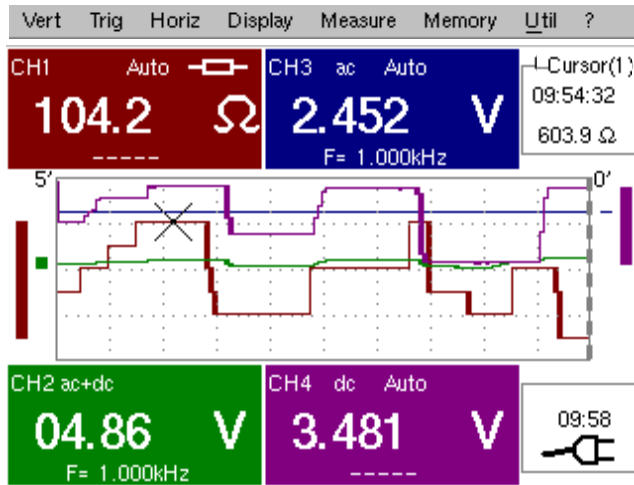 Vert Trig Horiz Display Measure Memory Util ?
CH1 Auto
104.2 Ω
-----
CH3 ac Auto
2.452 V
F= 1.000kHz
Cursor(1)
09:54:32
603.9 Ω
5' 0'
CH2 ac+dc
04.86 V
F= 1.000kHz
CH4 dc Auto
3.481 V
-----
09:58